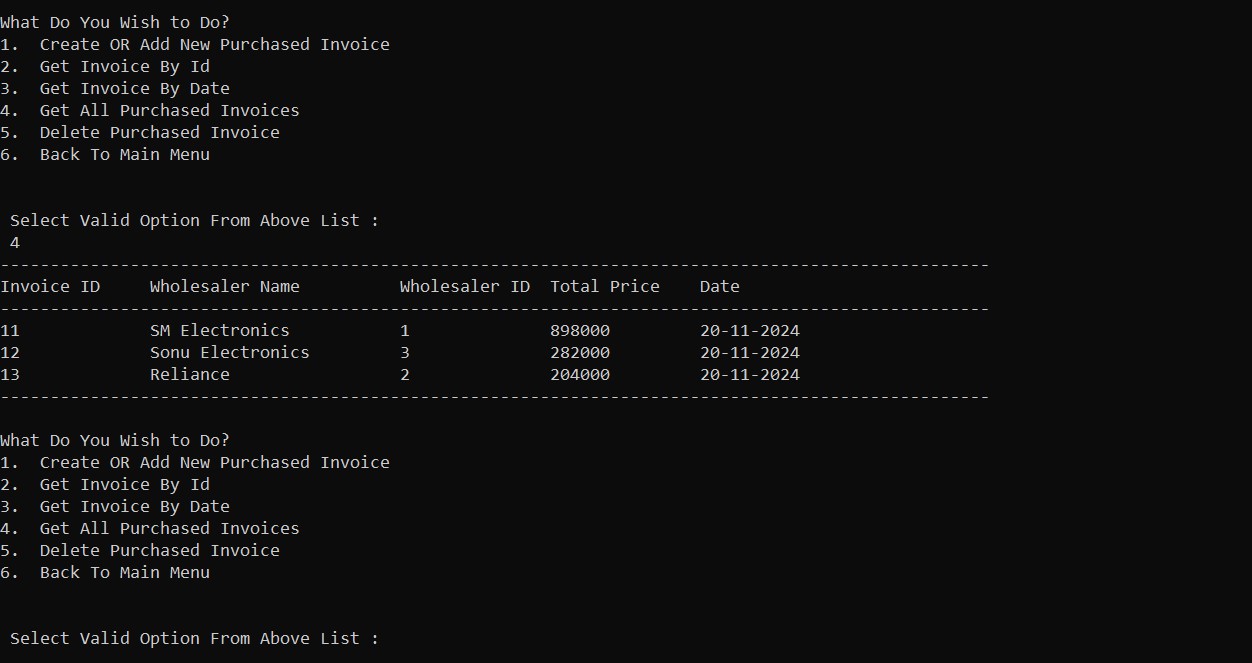 What Do You Wish to Do?
1.  Create OR Add New Purchased Invoice
2.  Get Invoice By Id
3.  Get Invoice By Date
4.  Get All Purchased Invoices
5.  Delete Purchased Invoice
6.  Back To Main Menu
Select Valid Option From Above List :
4
---------------------------------------------------------------------------------------------------
Invoice ID     Wholesaler Name          Wholesaler ID  Total Price    Date
---------------------------------------------------------------------------------------------------
11             SM Electronics           1              898000         20-11-2024
12             Sonu Electronics         3              282000         20-11-2024
13             Reliance                 2              204000         20-11-2024
---------------------------------------------------------------------------------------------------
What Do You Wish to Do?
1.  Create OR Add New Purchased Invoice
2.  Get Invoice By Id
3.  Get Invoice By Date
4.  Get All Purchased Invoices
5.  Delete Purchased Invoice
6.  Back To Main Menu
Select Valid Option From Above List :